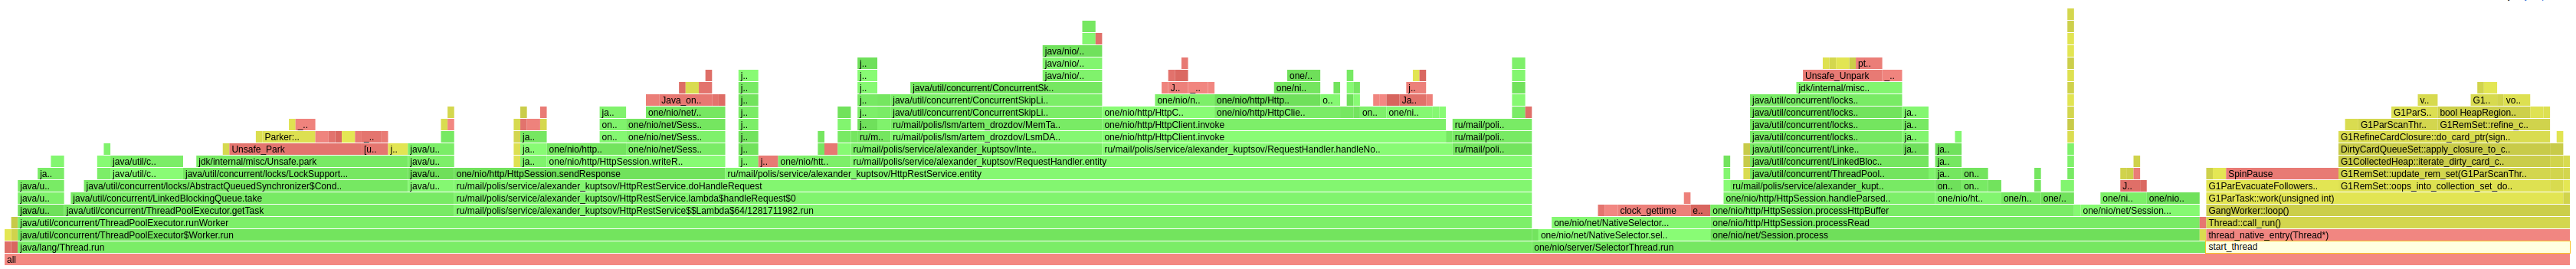 java/nio/..
j.. j.. java/nio/.. pt..
j.. j.. java/nio/.. one/.. Unsafe_Unpark _..
j.. j.. java/util/concurrent/ConcurrentSk.. J.. _.. one/ni.. j.. jdk/internal/misc..
Java_on.. j.. java/util/concurrent/ConcurrentSkipLi.. one/nio/n.. one/nio/http/Http.. o.. Ja.. java/util/concurrent/locks.. v.. G1.. vo..
ja.. one/nio/net/.. j.. java/util/concurrent/ConcurrentSkipLi.. one/nio/http/HttpC.. one/nio/http/HttpClie.. on.. one/ni.. java/util/concurrent/locks.. ja.. G1ParS.. bool HeapRegion..
_.. on.. one/nio/net/Sess.. j.. ru/mail/polis/lsm/artem_drozdov/MemTa.. one/nio/http/HttpClient.invoke ru/mail/poli.. java/util/concurrent/locks.. ja.. G1ParScanThr.. G1RemSet::refine_c..
Parker:.. _.. ja.. on.. one/nio/net/Sess.. j.. ru/m.. ru/mail/polis/lsm/artem_drozdov/LsmDA.. one/nio/http/HttpClient.invoke ru/mail/poli.. java/util/concurrent/locks.. ja.. G1RefineCardClosure::do_card_ptr(sign..
Unsafe_Park [u.. j.. java/u.. ja.. one/nio/http.. one/nio/net/Sess.. j.. ru/mail/polis/service/alexander_kuptsov/Inte.. ru/mail/polis/service/alexander_kuptsov/RequestHandler.handleNo.. ru/mail/poli.. java/util/concurrent/Linke.. ja.. ja.. DirtyCardQueueSet::apply_closure_to_c..
java/util/c.. jdk/internal/misc/Unsafe.park java/u.. ja.. one/nio/http/HttpSession.writeR.. j.. j.. one/nio/htt.. ru/mail/polis/service/alexander_kuptsov/RequestHandler.entity java/util/concurrent/LinkedBloc.. ja.. G1CollectedHeap::iterate_dirty_card_c..
ja.. java/util/c.. java/util/concurrent/locks/LockSupport... java/u.. one/nio/http/HttpSession.sendResponse ru/mail/polis/service/alexander_kuptsov/HttpRestService.entity java/util/concurrent/ThreadPool.. ja.. on.. SpinPause G1RemSet::update_rem_set(G1ParScanThr..
java/u.. java/util/concurrent/locks/AbstractQueuedSynchronizer$Cond.. java/u.. ru/mail/polis/service/alexander_kuptsov/HttpRestService.doHandleRequest ru/mail/polis/service/alexander_kupt.. on.. on.. J.. G1ParEvacuateFollowers.. G1RemSet::oops_into_collection_set_do..
java/u.. java/util/concurrent/LinkedBlockingQueue.take ru/mail/polis/service/alexander_kuptsov/HttpRestService.lambda$handleRequest$0 one/nio/http/HttpSession.handleParsed.. one/nio/ht.. one/n.. one/.. one/ni.. one/nio.. G1ParTask::work(unsigned int)
java/u.. java/util/concurrent/ThreadPoolExecutor.getTask ru/mail/polis/service/alexander_kuptsov/HttpRestService$$Lambda$64/1281711982.run clock_gettime e.. one/nio/http/HttpSession.processHttpBuffer one/nio/net/Session... GangWorker::loop()
java/util/concurrent/ThreadPoolExecutor.runWorker one/nio/net/NativeSelector... one/nio/http/HttpSession.processRead Thread::call_run()
java/util/concurrent/ThreadPoolExecutor$Worker.run one/nio/net/NativeSelector.sel.. one/nio/net/Session.process thread_native_entry(Thread*)
java/lang/Thread.run one/nio/server/SelectorThread.run start_thread
all